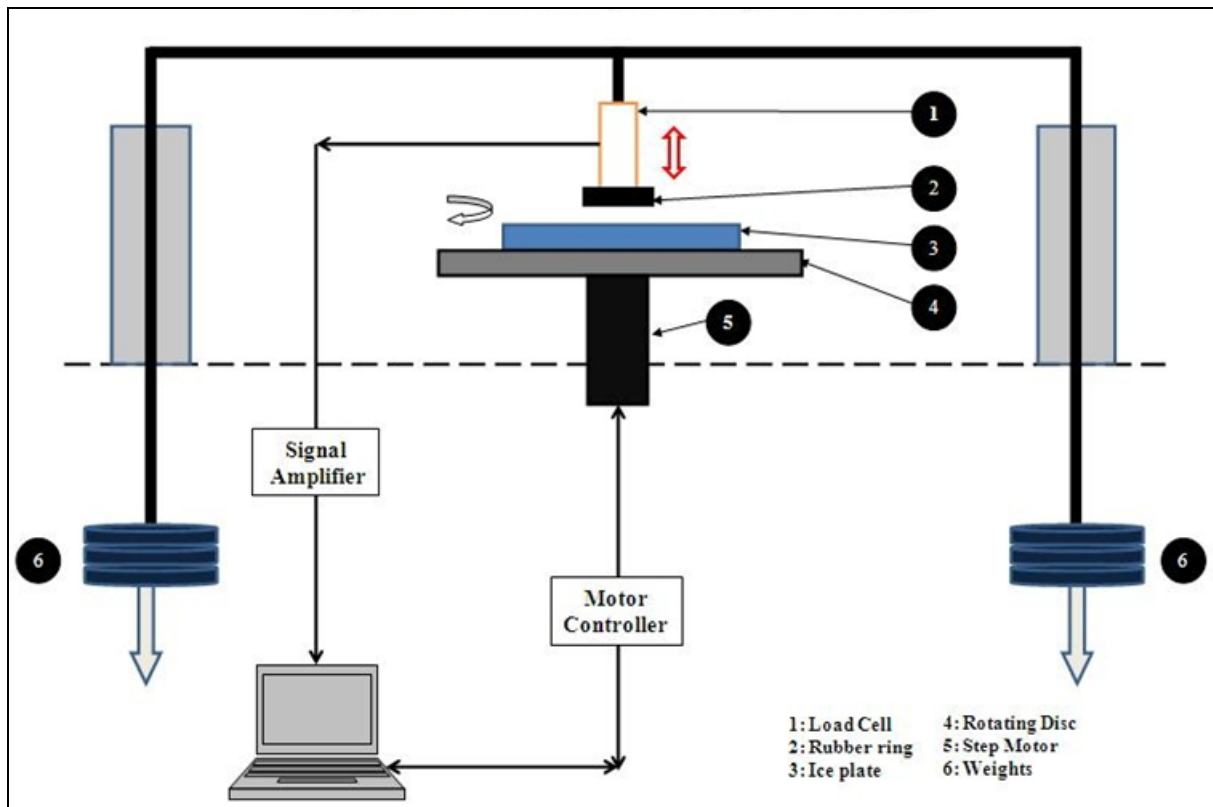 1
2
3
4
5
6
6
Signal
Amplifier
Motor
Controller
1: Load Cell
2: Rubber ring
3: Ice plate
4: Rotating Disc
5: Step Motor
6: Weights